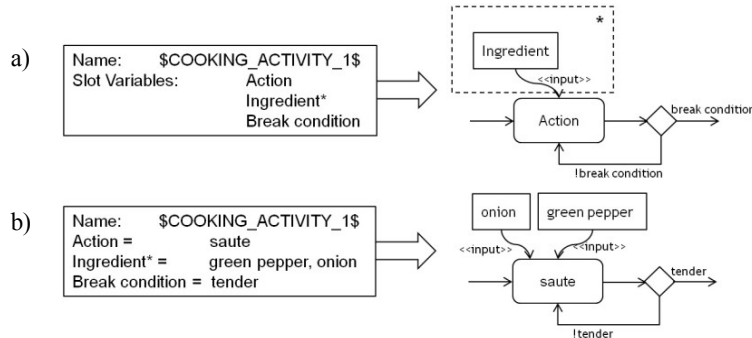 a)
Name: $COOKING_ACTIVITY_1$
Slot Variables: Action
Ingredient*
Break condition
*
Ingredient
<<input>>
Action
break condition
!break condition
b)
Name: $COOKING_ACTIVITY_1$
Action = saute
Ingredient* = green pepper, onion
Break condition = tender
onion
green pepper
<<input>>
<<input>>
saute
tender
!tender